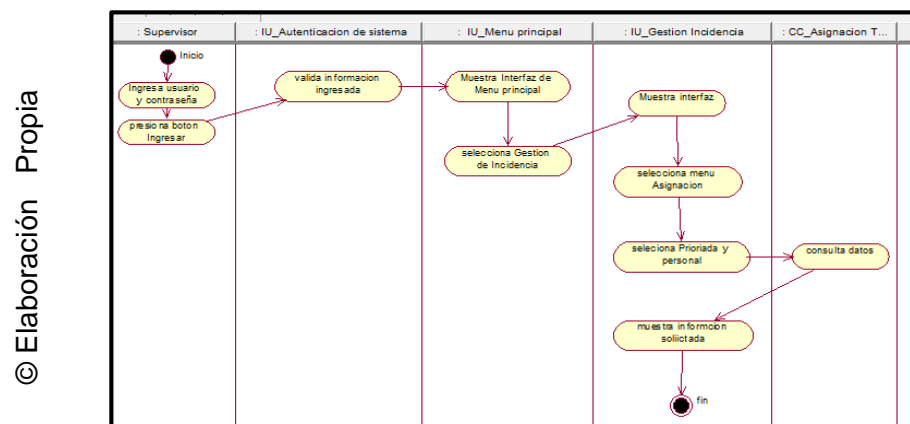 © Elaboración Propia
: Supervisor
: IU_Autenticacion de sistema
: IU_Menu principal
: IU_Gestion Incidencia
: CC_Asignacion T...
Inicio
Ingresa usuario
y contraseña
presiona boton
Ingresar
valida informacion
ingresada
Muestra Interfaz de
Menu principal
selecciona Gestion
de Incidencia
Muestra interfaz
selecciona menu
Asignacion
seleciona Prioriada y
personal
consulta datos
muestra informcion
soliictada
fin